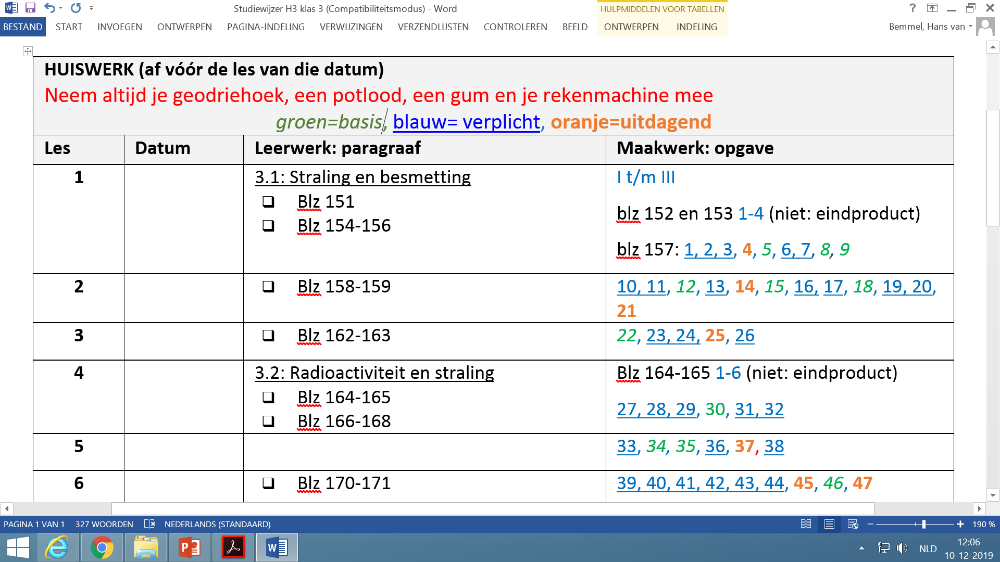 Studiewijzer H3 klas 3 (Compatibiliteitsmodus) - Word
HULPMIDDELEN VOOR TABELLEN
BESTAND START INVOEGEN ONTWERPEN PAGINA-INDELING VERWIJZINGEN VERZENDLIJSTEN CONTROLEREN BEELD ONTWERPEN INDELING
Bemmel, Hans van
HUISWERK (af vóór de les van die datum)
Neem altijd je geodriehoek, een potlood, een gum en je rekenmachine mee
groen=basis, blauw= verplicht, oranje=uitdagend
Les Datum Leerwerk: paragraaf Maakwerk: opgave
1
3.1: Straling en besmetting
Blz 151
Blz 154-156
I t/m III
blz 152 en 153 1-4 (niet: eindproduct)
blz 157: 1, 2, 3, 4, 5, 6, 7, 8, 9
2
Blz 158-159
10, 11, 12, 13, 14, 15, 16, 17, 18, 19, 20,
21
3
Blz 162-163
22, 23, 24, 25, 26
4
3.2: Radioactiviteit en straling
Blz 164-165
Blz 166-168
Blz 164-165 1-6 (niet: eindproduct)
27, 28, 29, 30, 31, 32
5
33, 34, 35, 36, 37, 38
6
Blz 170-171
39, 40, 41, 42, 43, 44, 45, 46, 47
PAGINA 1 VAN 1 327 WOORDEN NEDERLANDS (STANDAARD)
190 %
NLD
12:06
10-12-2019